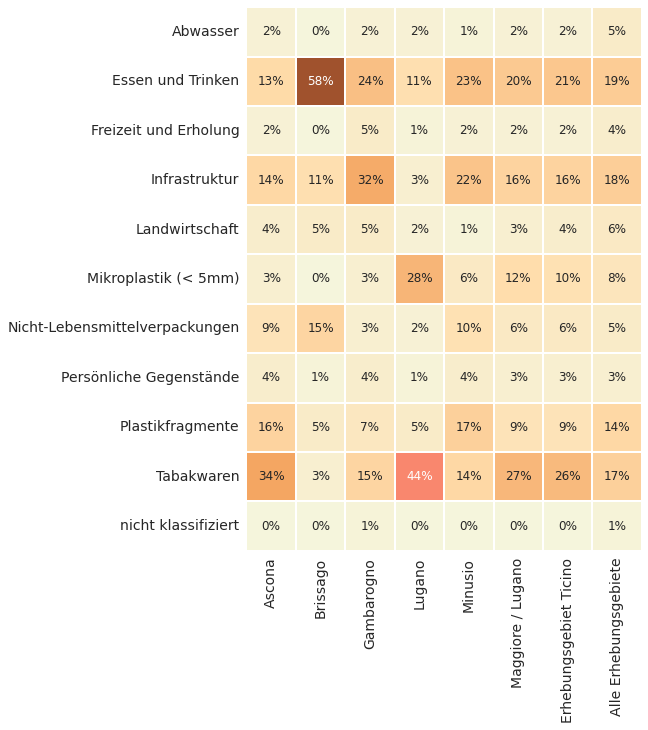 Abwasser 2% 0% 2% 2% 1% 2% 2% 5%
Essen und Trinken 13% 58% 24% 11% 23% 20% 21% 19%
Freizeit und Erholung 2% 0% 5% 1% 2% 2% 2% 4%
Infrastruktur 14% 11% 32% 3% 22% 16% 16% 18%
Landwirtschaft 4% 5% 5% 2% 1% 3% 4% 6%
Mikroplastik (< 5mm) 3% 0% 3% 28% 6% 12% 10% 8%
Nicht-Lebensmittelverpackungen 9% 15% 3% 2% 10% 6% 6% 5%
Persönliche Gegenstände 4% 1% 4% 1% 4% 3% 3% 3%
Plastikfragmente 16% 5% 7% 5% 17% 9% 9% 14%
Tabakwaren 34% 3% 15% 44% 14% 27% 26% 17%
nicht klassifiziert 0% 0% 1% 0% 0% 0% 0% 1%
Ascona
Brissago
Gambarogno
Lugano
Minusio
Maggiore / Lugano
Erhebungsgebiet Ticino
Alle Erhebungsgebiete